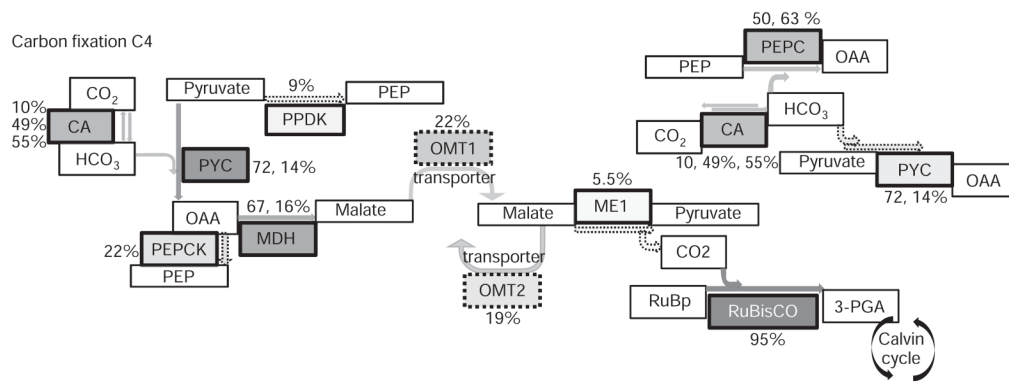 Carbon fixation C4
CO2
10%
49%
55%
CA
HCO3
Pyruvate
9%
PEP
PPDK
PYC
72, 14%
OAA
67, 16%
Malate
MDH
22%
PEPCK
PEP
22%
OMT1
transporter
transporter
OMT2
19%
Malate
5.5%
ME1
Pyruvate
CO2
RuBp
RuBisCO
95%
3-PGA
Calvin
cycle
50, 63 %
PEPC
PEP
OAA
HCO3
CO2
CA
10, 49%, 55%
Pyruvate
PYC
OAA
72, 14%